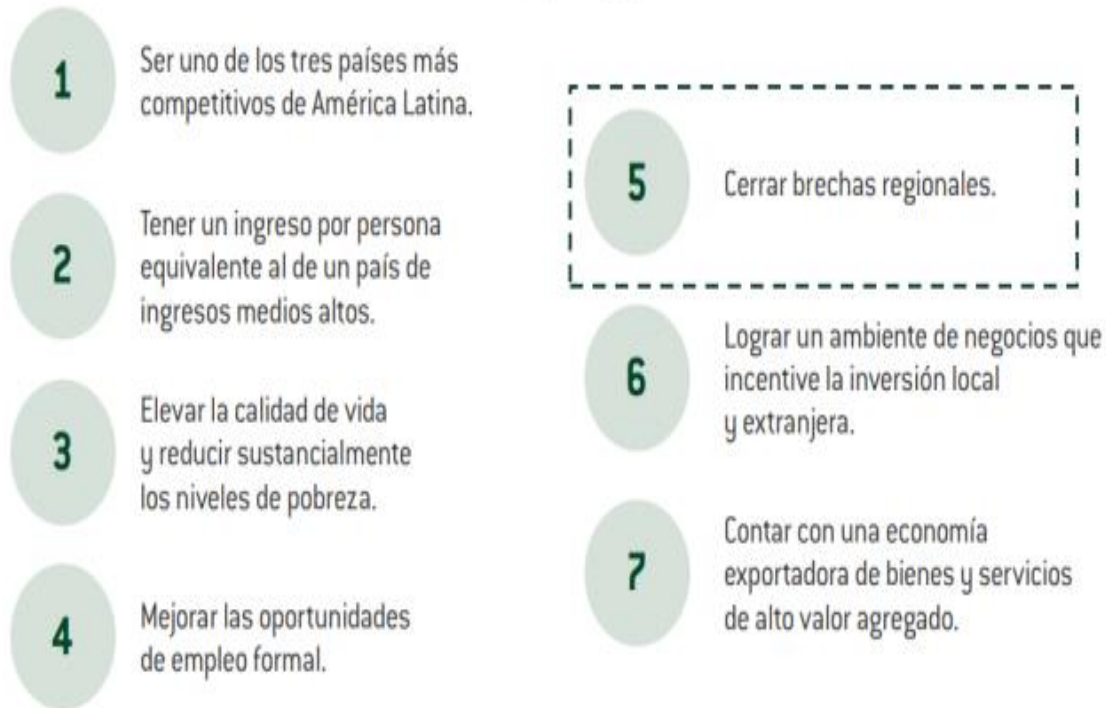 1
Ser uno de los tres países más
competitivos de América Latina.
2
Tener un ingreso por persona
equivalente al de un país de
ingresos medios altos.
3
Elevar la calidad de vida
y reducir sustancialmente
los niveles de pobreza.
4
Mejorar las oportunidades
de empleo formal.
5
Cerrar brechas regionales.
6
Lograr un ambiente de negocios que
incentive la inversión local
y extranjera.
7
Contar con una economía
exportadora de bienes y servicios
de alto valor agregado.